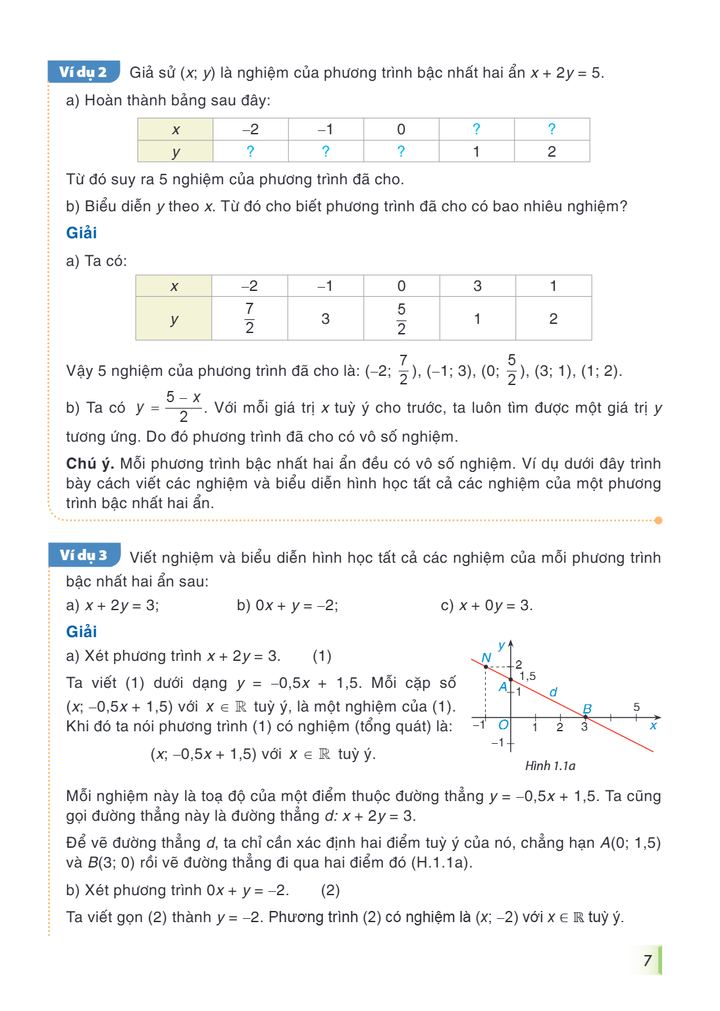 Ví dụ 2 Giả sử (x; y) là nghiệm của phương trình bậc nhất hai ẩn x + 2y = 5.
a) Hoàn thành bảng sau đây:
x –2 –1 0 ? ?
y ? ? ? 1 2
Từ đó suy ra 5 nghiệm của phương trình đã cho.
b) Biểu diễn y theo x. Từ đó cho biết phương trình đã cho có bao nhiêu nghiệm?
Giải
a) Ta có:
x –2 –1 0 3 1
y 7/2 3 5/2 1 2
Vậy 5 nghiệm của phương trình đã cho là: (–2; 7/2), (–1; 3), (0; 5/2), (3; 1), (1; 2).
b) Ta có y = (5 – x)/2. Với mỗi giá trị x tuỳ ý cho trước, ta luôn tìm được một giá trị y
tương ứng. Do đó phương trình đã cho có vô số nghiệm.
Chú ý. Mỗi phương trình bậc nhất hai ẩn đều có vô số nghiệm. Ví dụ dưới đây trình
bày cách viết các nghiệm và biểu diễn hình học tất cả các nghiệm của một phương
trình bậc nhất hai ẩn.
Ví dụ 3 Viết nghiệm và biểu diễn hình học tất cả các nghiệm của mỗi phương trình
bậc nhất hai ẩn sau:
a) x + 2y = 3; b) 0x + y = –2; c) x + 0y = 3.
Giải
a) Xét phương trình x + 2y = 3. (1)
Ta viết (1) dưới dạng y = –0,5x + 1,5. Mỗi cặp số
(x; –0,5x + 1,5) với x ∈ ℝ tuỳ ý, là một nghiệm của (1).
Khi đó ta nói phương trình (1) có nghiệm (tổng quát) là:
(x; –0,5x + 1,5) với x ∈ ℝ tuỳ ý.
y
N 2
1,5
A 1 d
B 5
–1 O 1 2 3 x
–1
Hình 1.1a
Mỗi nghiệm này là toạ độ của một điểm thuộc đường thẳng y = –0,5x + 1,5. Ta cũng
gọi đường thẳng này là đường thẳng d: x + 2y = 3.
Để vẽ đường thẳng d, ta chỉ cần xác định hai điểm tuỳ ý của nó, chẳng hạn A(0; 1,5)
và B(3; 0) rồi vẽ đường thẳng đi qua hai điểm đó (H.1.1a).
b) Xét phương trình 0x + y = –2. (2)
Ta viết gọn (2) thành y = –2. Phương trình (2) có nghiệm là (x; –2) với x ∈ ℝ tuỳ ý.
7